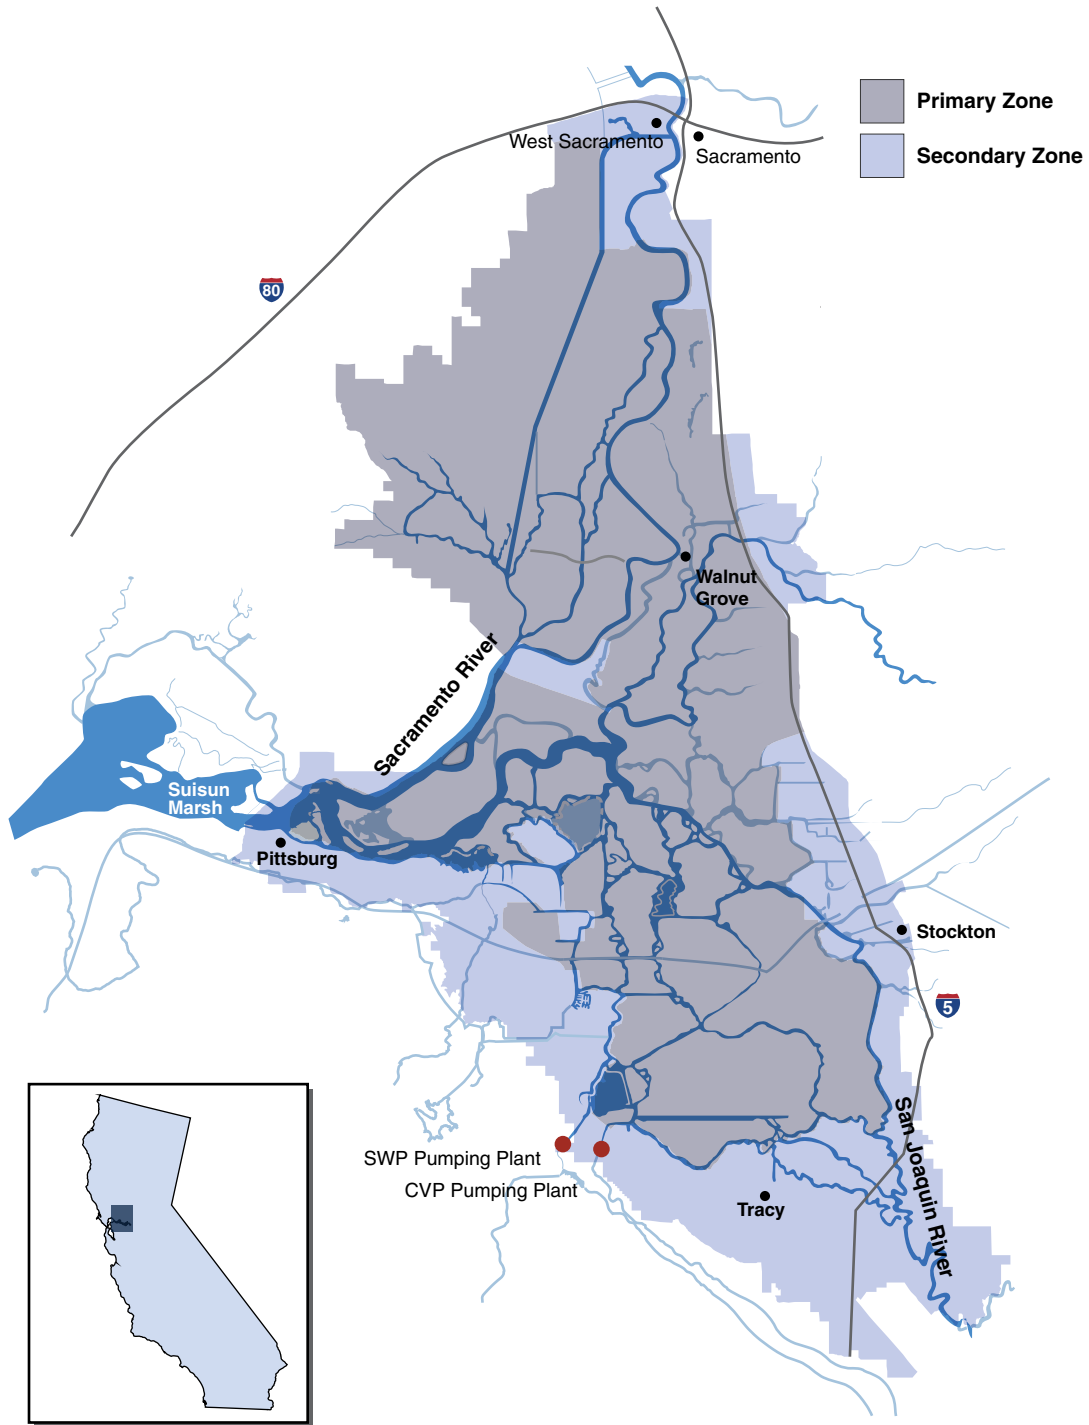 Primary Zone
Secondary Zone
West Sacramento
Sacramento
80
Walnut
Grove
Sacramento River
Suisun
Marsh
Pittsburg
Stockton
5
San Joaquin River
SWP Pumping Plant
CVP Pumping Plant
Tracy